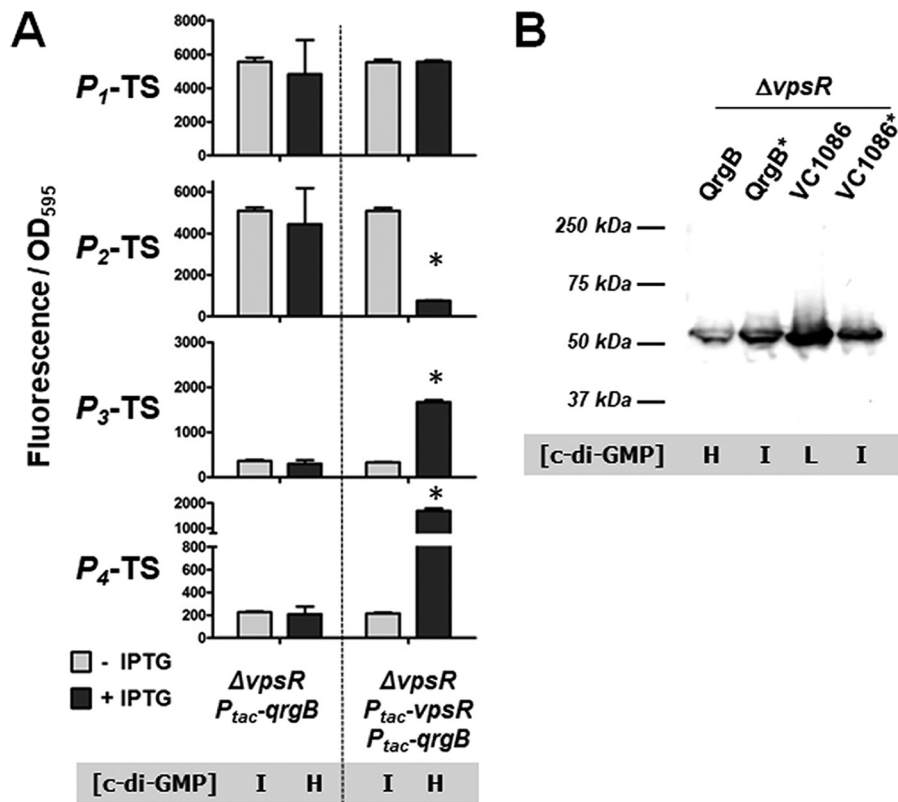 A
Fluorescence / OD595
P1-TS
8000
6000
4000
2000
0
P2-TS
6000
4000
2000
0
*
P3-TS
3000
2000
1000
0
*
P4-TS
2000
1000
800
600
400
200
0
*
- IPTG
+ IPTG
ΔvpsR
Ptac-qrgB
ΔvpsR
Ptac-vpsR
Ptac-qrgB
[c-di-GMP] I H I H
B
ΔvpsR
QrgB QrgB* VC1086 VC1086*
250 kDa
75 kDa
50 kDa
37 kDa
[c-di-GMP] H I L I